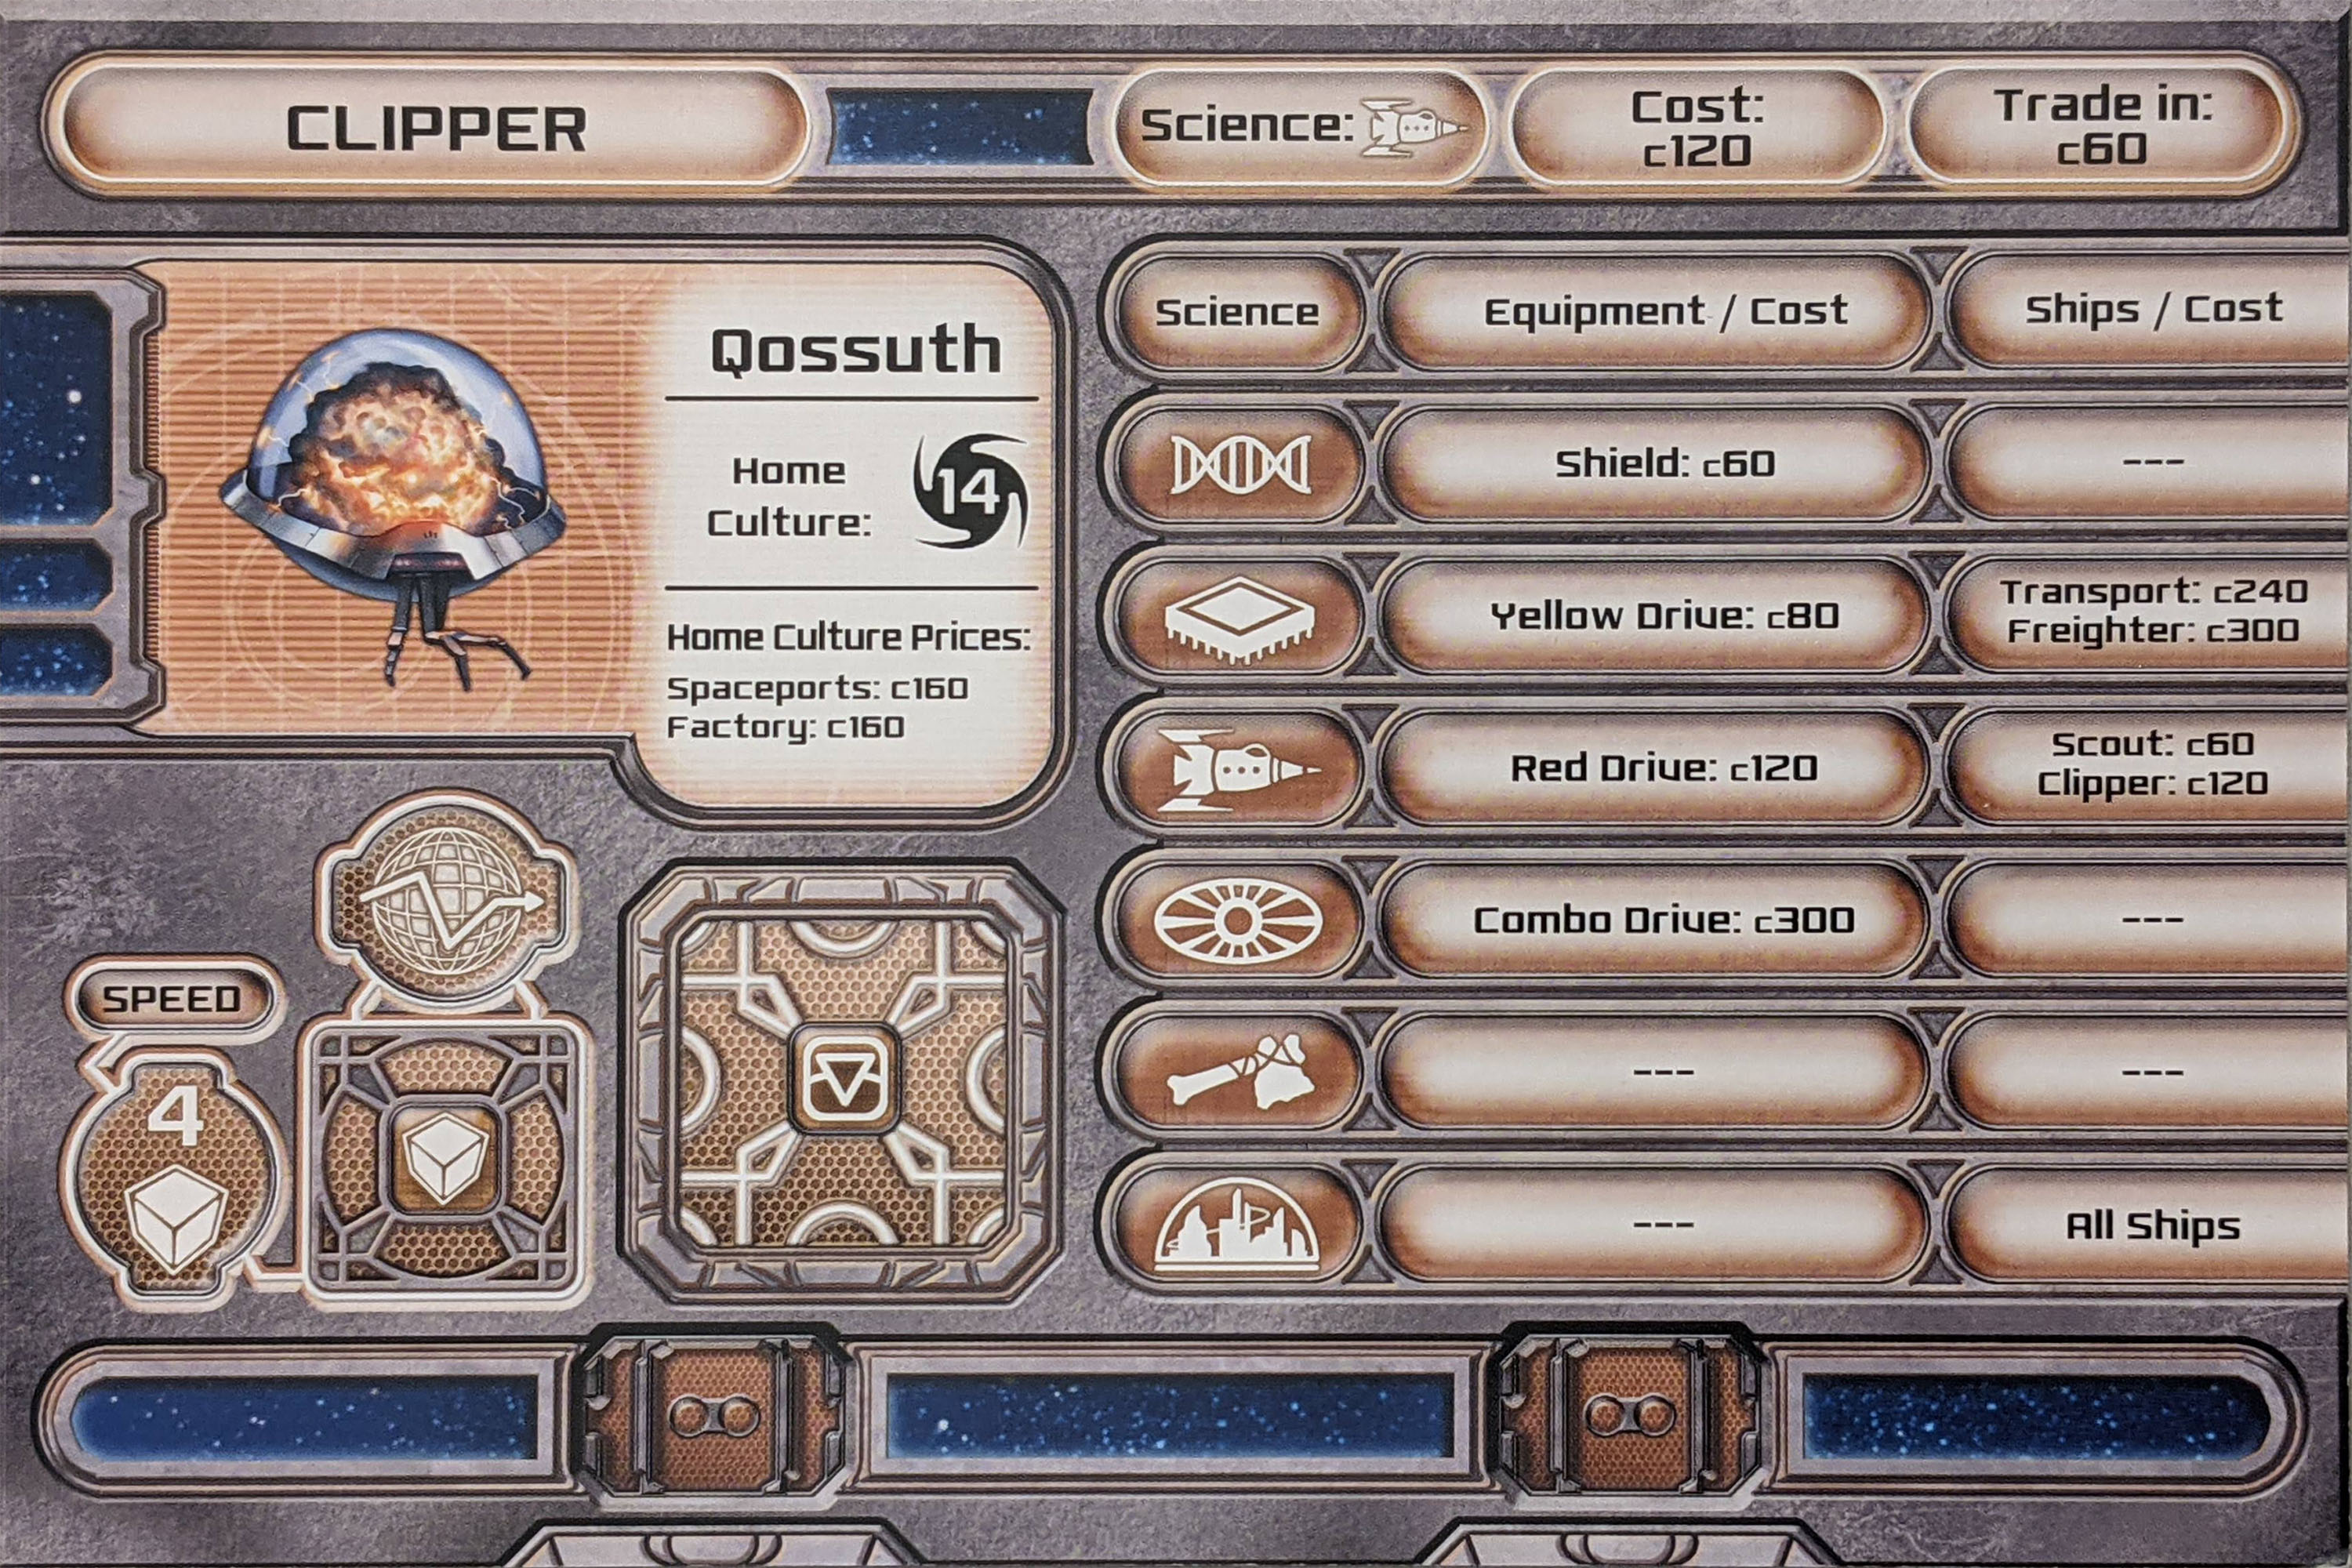 CLIPPER
Science:
Cost:
c120
Trade in:
c60
Qossuth
Home
Culture:
14
Home Culture Prices:
Spaceports: c160
Factory: c160
SPEED
4
Science
Equipment / Cost
Ships / Cost
Shield: c60
---
Yellow Drive: c80
Transport: c240
Freighter: c300
Red Drive: c120
Scout: c60
Clipper: c120
Combo Drive: c300
---
---
---
---
All Ships